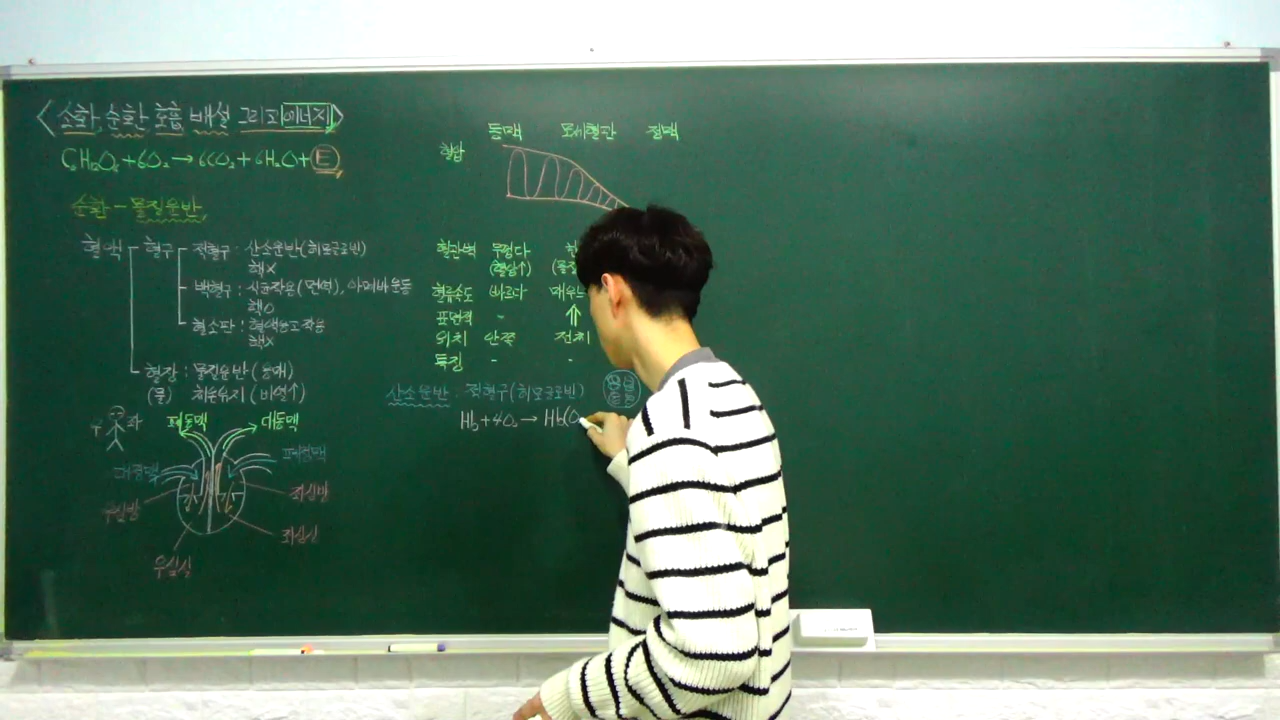 <소화 순환 호흡 배설 그리고 에너지>
C₆H₁₂O₆+6O₂→6CO₂+6H₂O+E
순환-물질운반
혈액 혈구 적혈구: 산소운반(헤모글로빈)
핵X
백혈구: 식균작용(면역), 아메바운동
핵O
혈소판: 혈액응고작용
핵X
혈장: 물질운반(용매)
(물) 체온유지(비열↑)
우 좌 폐동맥 대동맥
대정맥 폐정맥
우심방 좌심방
우심실 좌심실
동맥 모세혈관 정맥
혈압
혈관벽 두껍다
(혈압↑)
혈류속도 빠르다 매우느
표면적 - ⇑
위치 안쪽 전체
특징 - -
산소운반: 적혈구(헤모글로빈)
Hb+4O₂→Hb(O